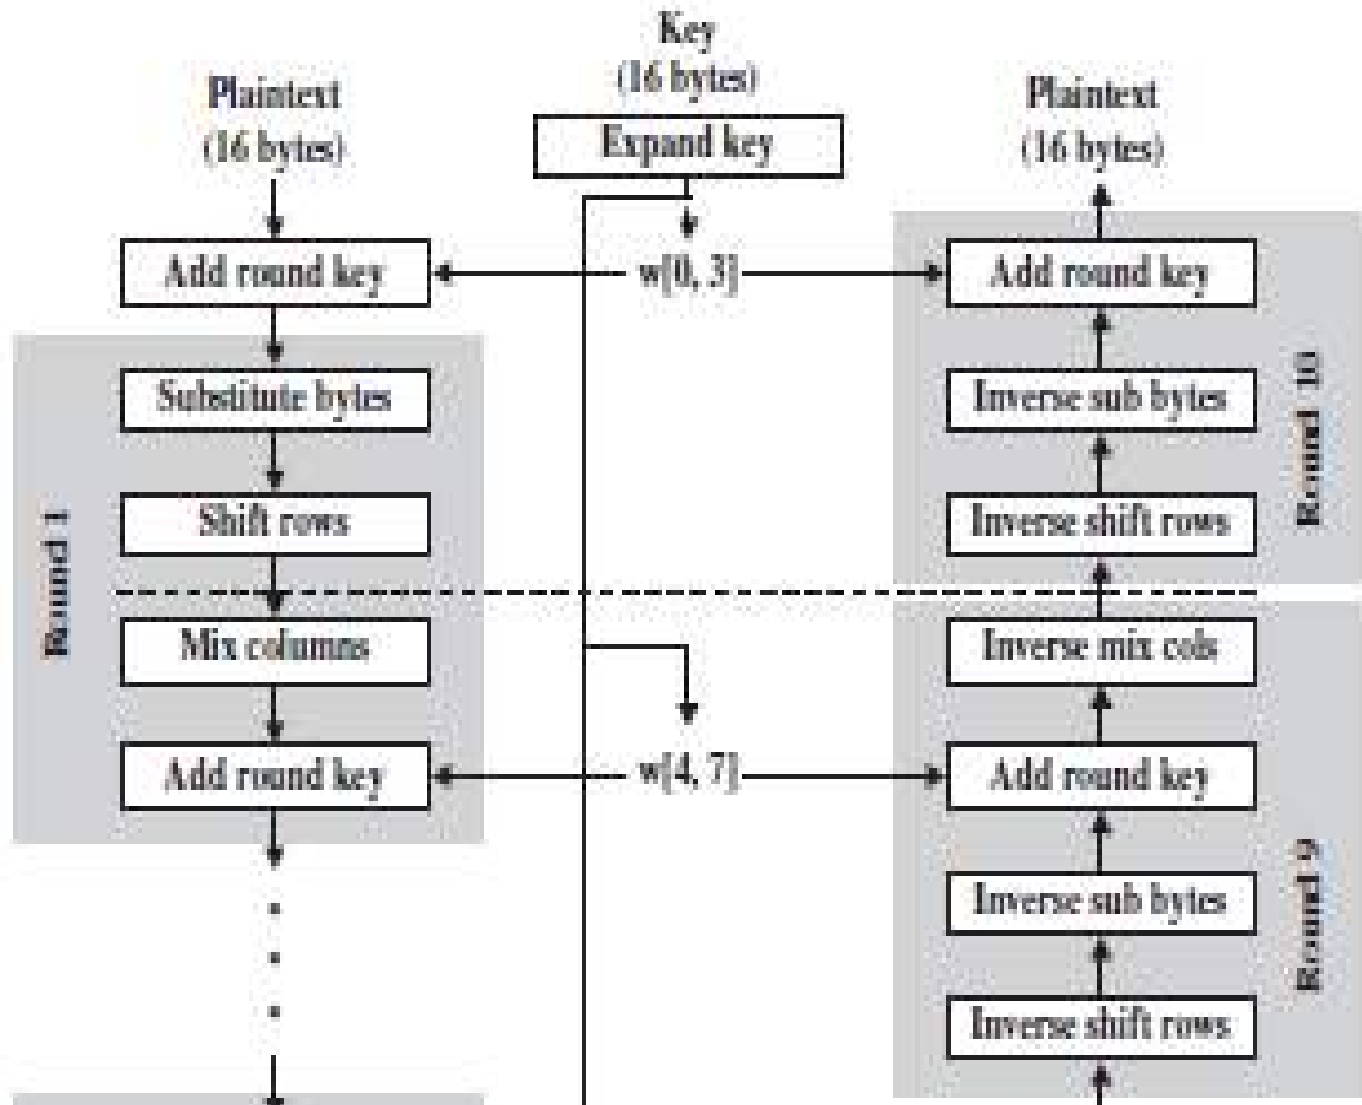 Key
(16 bytes)
Plaintext
(16 bytes)
Expand key
Plaintext
(16 bytes)
Add round key
w[0, 3]
Add round key
Substitute bytes
Inverse sub bytes
Round 10
Shift rows
Inverse shift rows
Round 1
Mix columns
Inverse mix cols
Add round key
w[4, 7]
Add round key
Inverse sub bytes
Round 9
Inverse shift rows